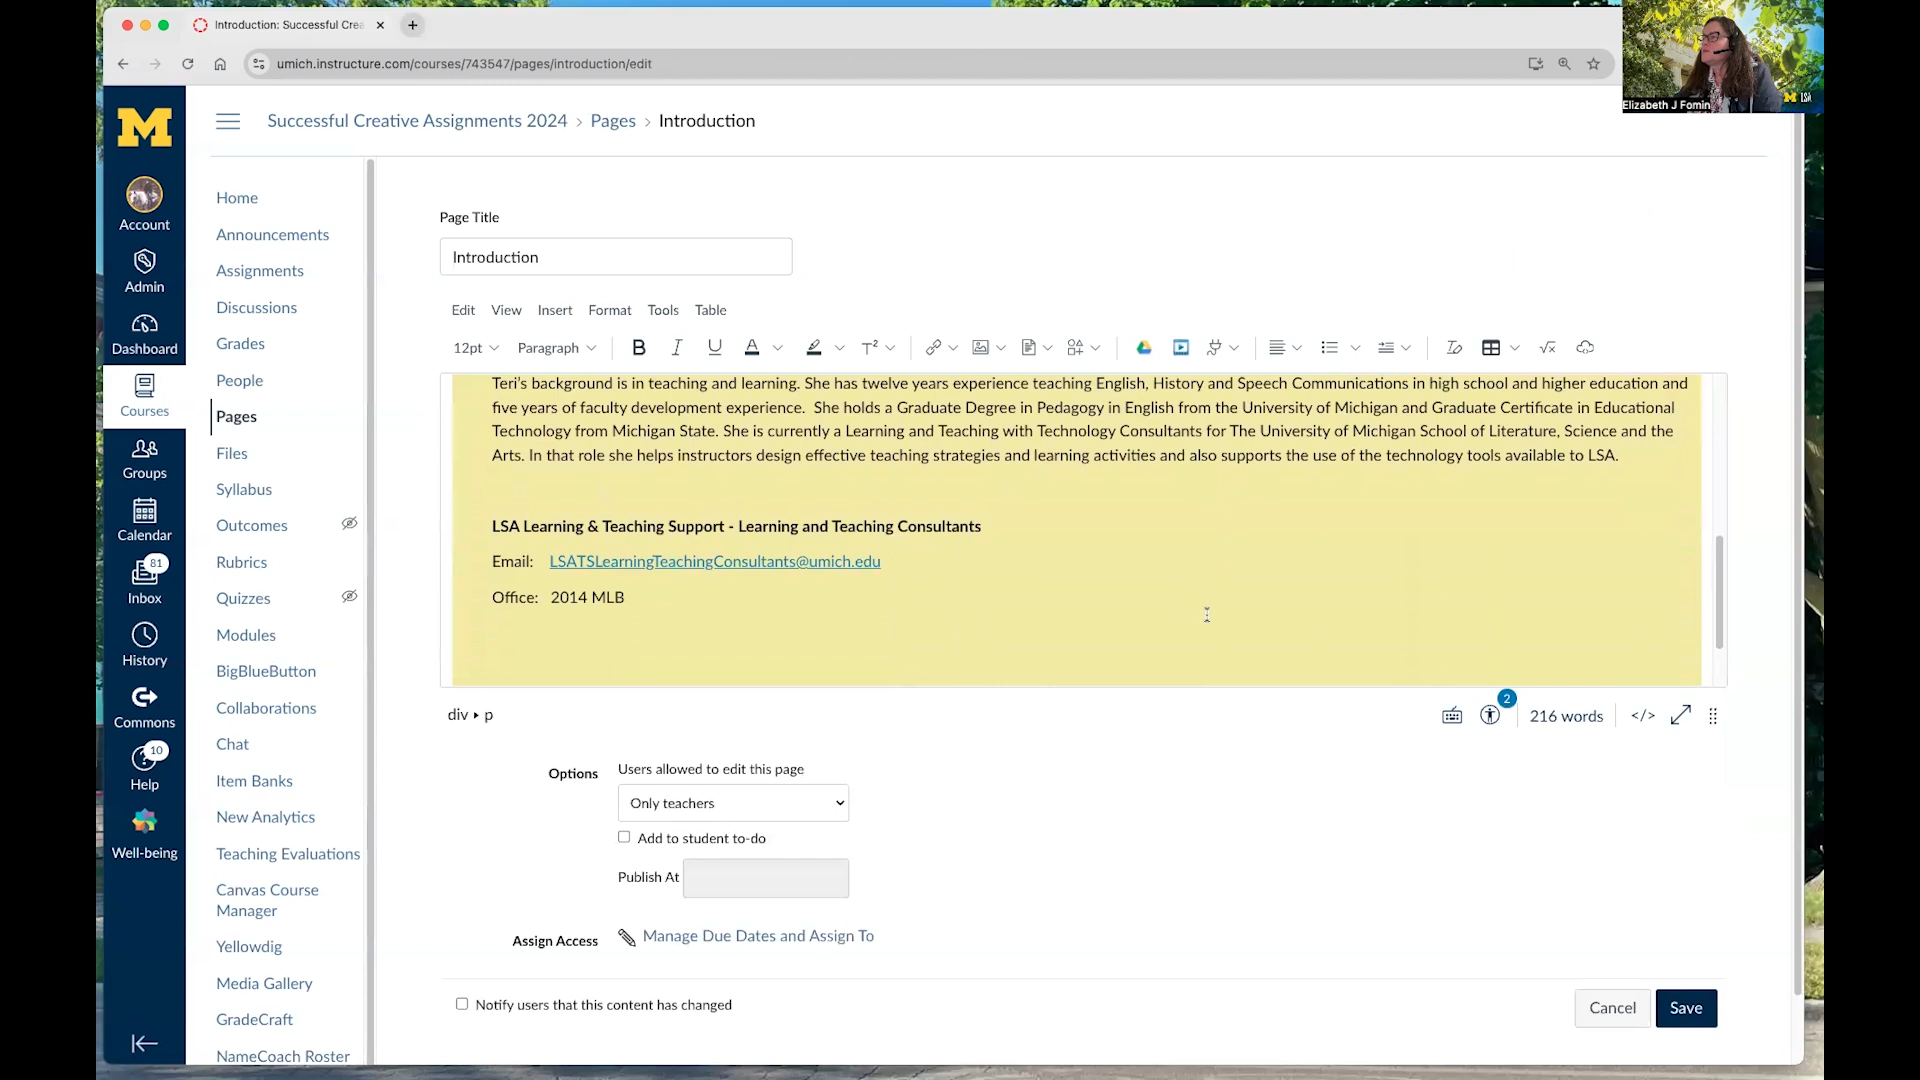 Introduction: Successful Crea
umich.instructure.com/courses/743547/pages/introduction/edit
Elizabeth J Fomin
M LSA
M
Account
Admin
Dashboard
Courses
Groups
Calendar
81
Inbox
History
Commons
10
Help
Well-being
Successful Creative Assignments 2024 › Pages › Introduction
Home
Announcements
Assignments
Discussions
Grades
People
Pages
Files
Syllabus
Outcomes
Rubrics
Quizzes
Modules
BigBlueButton
Collaborations
Chat
Item Banks
New Analytics
Teaching Evaluations
Canvas Course
Manager
Yellowdig
Media Gallery
GradeCraft
NameCoach Roster
Page Title
Introduction
Edit View Insert Format Tools Table
12pt Paragraph B I U A T²
Teri's background is in teaching and learning. She has twelve years experience teaching English, History and Speech Communications in high school and higher education and
five years of faculty development experience.  She holds a Graduate Degree in Pedagogy in English from the University of Michigan and Graduate Certificate in Educational
Technology from Michigan State. She is currently a Learning and Teaching with Technology Consultants for The University of Michigan School of Literature, Science and the
Arts. In that role she helps instructors design effective teaching strategies and learning activities and also supports the use of the technology tools available to LSA.
LSA Learning & Teaching Support - Learning and Teaching Consultants
Email: LSATSLearningTeachingConsultants@umich.edu
Office: 2014 MLB
div ▸ p
2
216 words
</>
Options
Users allowed to edit this page
Only teachers
Add to student to-do
Publish At
Assign Access
Manage Due Dates and Assign To
Notify users that this content has changed
Cancel
Save